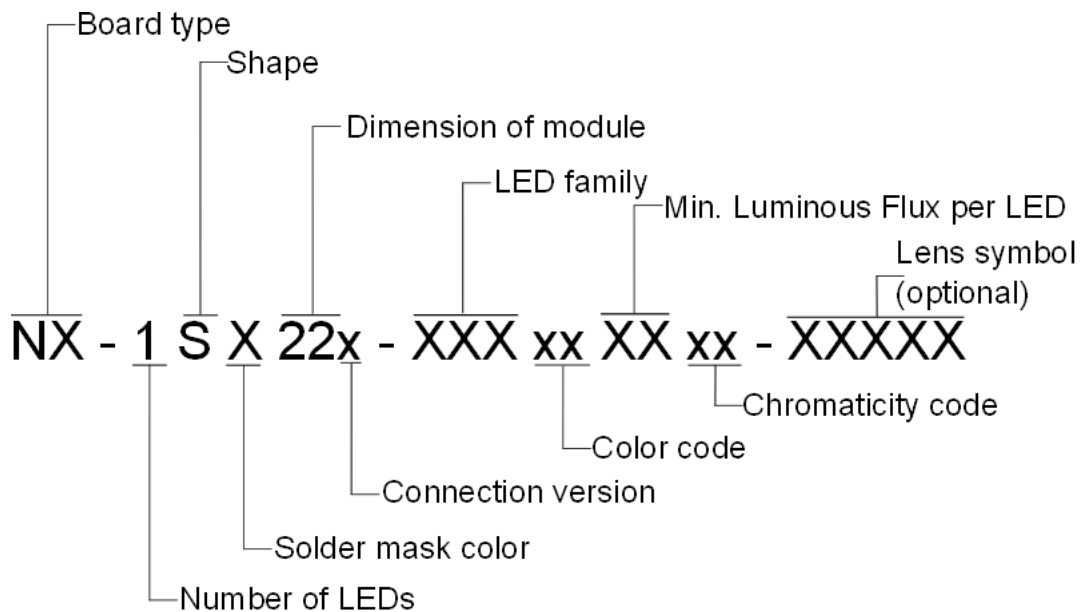 Board type
Shape
Dimension of module
LED family
Min. Luminous Flux per LED
Lens symbol
(optional)
NX - 1 S X 22x - XXX xx XX xx - XXXXX
Chromaticity code
Color code
Connection version
Solder mask color
Number of LEDs